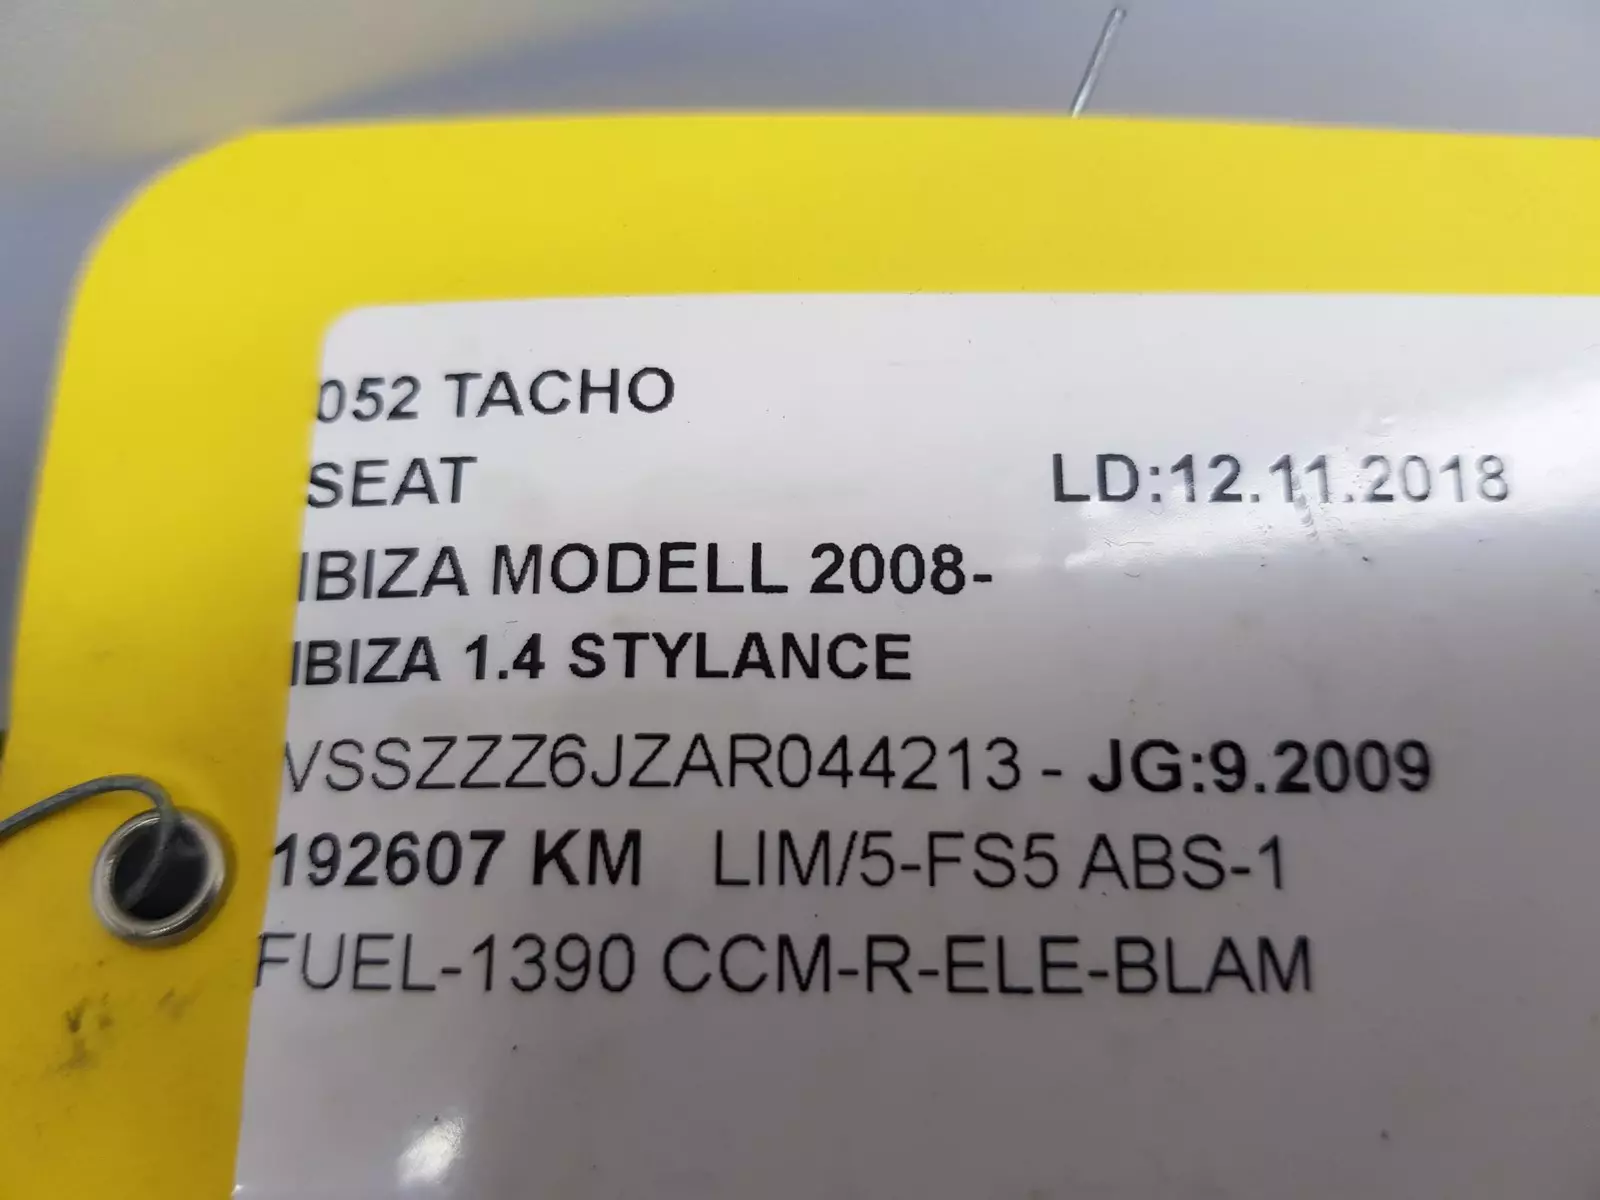 052 TACHO
SEAT LD:12.11.2018
IBIZA MODELL 2008-
IBIZA 1.4 STYLANCE
VSSZZZ6JZAR044213 - JG:9.2009
192607 KM LIM/5-FS5 ABS-1
FUEL-1390 CCM-R-ELE-BLAM